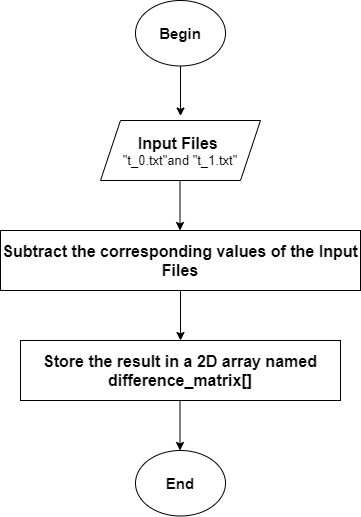 Begin
Input Files
"t_0.txt"and "t_1.txt"
Subtract the corresponding values of the Input
Files
Store the result in a 2D array named
difference_matrix[]
End